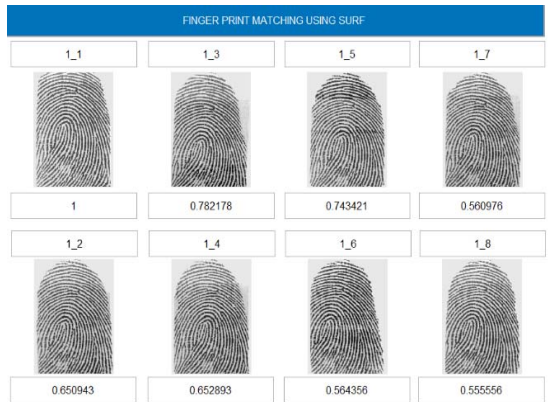 FINGER PRINT MATCHING USING SURF
1_1 1_3 1_5 1_7
1 0.782178 0.743421 0.560976
1_2 1_4 1_6 1_8
0.650943 0.652893 0.564356 0.555556